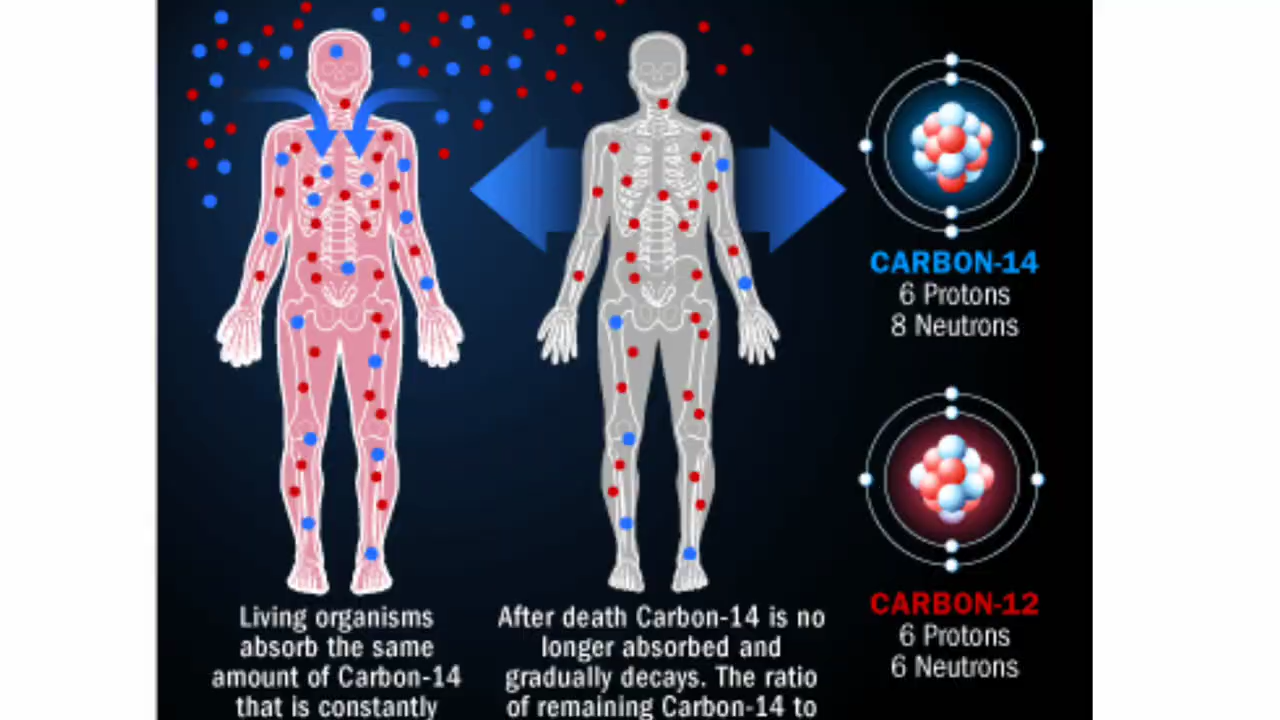 CARBON-14
6 Protons
8 Neutrons
CARBON-12
6 Protons
6 Neutrons
Living organisms
absorb the same
amount of Carbon-14
that is constantly
After death Carbon-14 is no
longer absorbed and
gradually decays. The ratio
of remaining Carbon-14 to